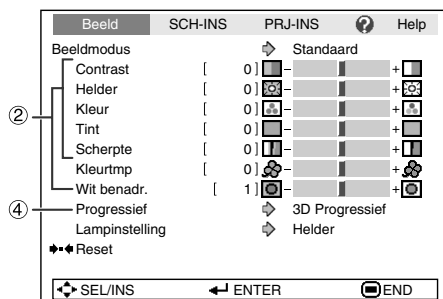 Beeld SCH-INS PRJ-INS ? Help
Beeldmodus Standaard
Contrast [ 0] - +
Helder [ 0] - +
② Kleur [ 0] - +
Tint [ 0] - +
Scherpte [ 0] - +
Kleurtmp [ 0] - +
Wit benadr. [ 1] - +
④ Progressief 3D Progressief
Lampinstelling Helder
Reset
SEL/INS ENTER END